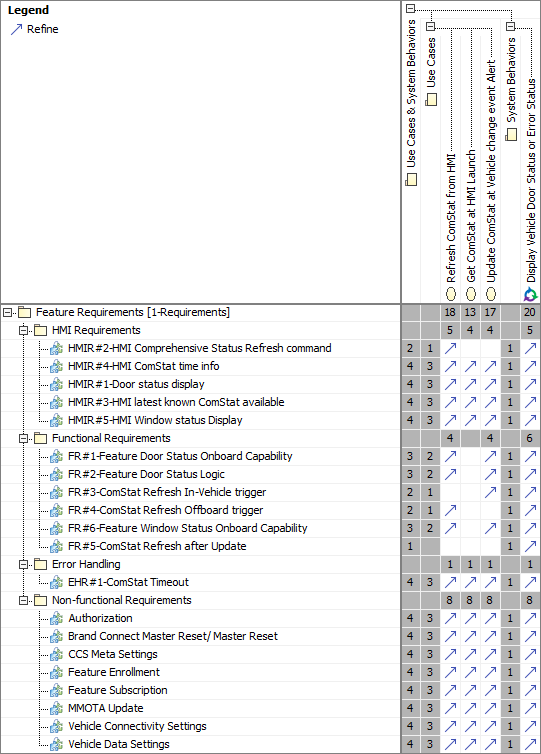 Legend
Refine
Use Cases & System Behaviors
Use Cases
Refresh ComStat from HMI
Get ComStat at HMI Launch
Update ComStat at Vehicle change event Alert
System Behaviors
Display Vehicle Door Status or Error Status
Feature Requirements [1-Requirements] 18 13 17 20
HMI Requirements 5 4 4 5
HMIR#2-HMI Comprehensive Status Refresh command 2 1 1
HMIR#4-HMI ComStat time info 4 3 1
HMIR#1-Door status display 4 3 1
HMIR#3-HMI latest known ComStat available 4 3 1
HMIR#5-HMI Window status Display 4 3 1
Functional Requirements 4 4 6
FR#1-Feature Door Status Onboard Capability 3 2 1
FR#2-Feature Door Status Logic 3 2 1
FR#3-ComStat Refresh In-Vehicle trigger 2 1 1
FR#4-ComStat Refresh Offboard trigger 2 1 1
FR#6-Feature Window Status Onboard Capability 3 2 1
FR#5-ComStat Refresh after Update 1 1
Error Handling 1 1 1 1
EHR#1-ComStat Timeout 4 3 1
Non-functional Requirements 8 8 8 8
Authorization 4 3 1
Brand Connect Master Reset/ Master Reset 4 3 1
CCS Meta Settings 4 3 1
Feature Enrollment 4 3 1
Feature Subscription 4 3 1
MMOTA Update 4 3 1
Vehicle Connectivity Settings 4 3 1
Vehicle Data Settings 4 3 1